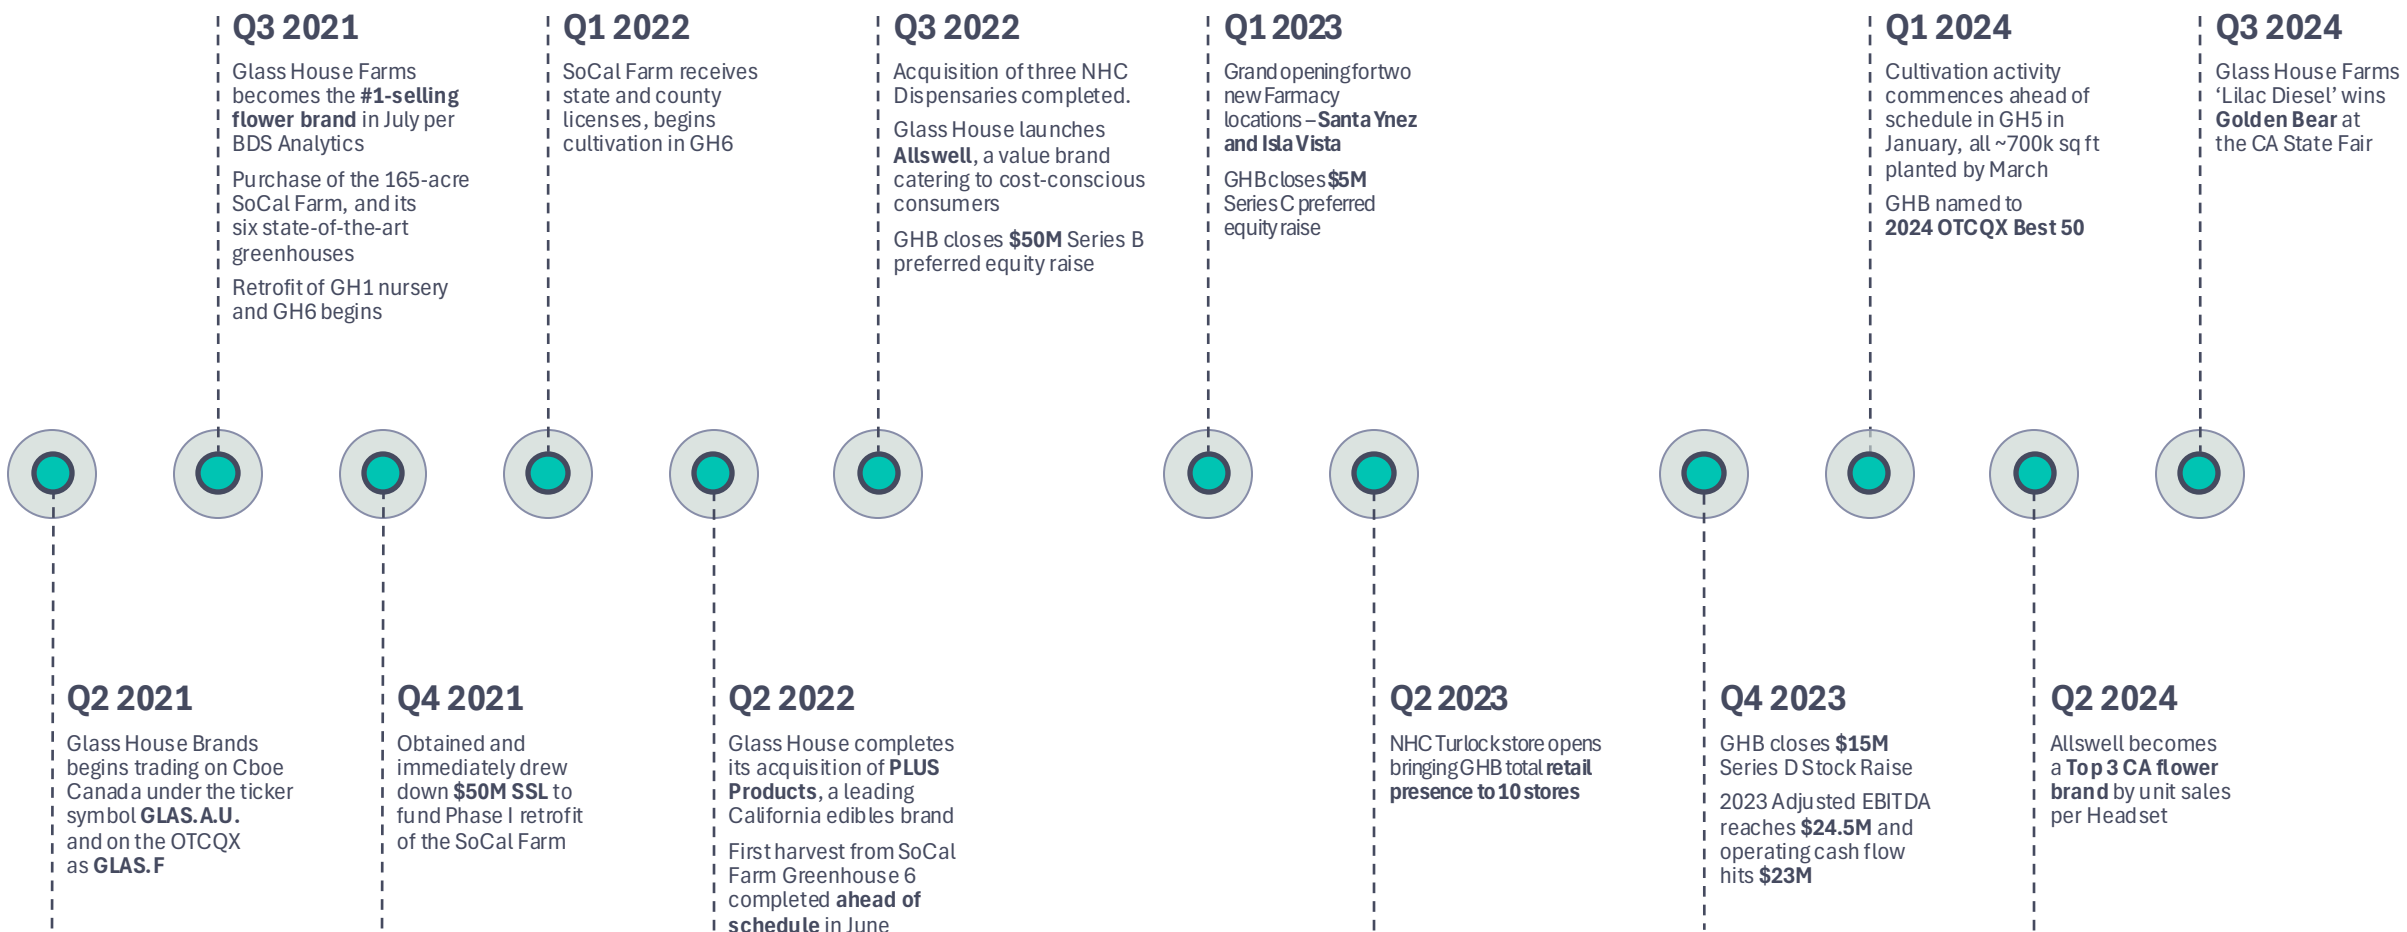 Q3 2021
Glass House Farms
becomes the #1-selling
flower brand in July per
BDS Analytics
Purchase of the 165-acre
SoCal Farm, and its
six state-of-the-art
greenhouses
Retrofit of GH1 nursery
and GH6 begins
Q1 2022
SoCal Farm receives
state and county
licenses, begins
cultivation in GH6
Q3 2022
Acquisition of three NHC
Dispensaries completed.
Glass House launches
Allswell, a value brand
catering to cost-conscious
consumers
GHB closes $50M Series B
preferred equity raise
Q1 2023
Grand opening for two
new Farmacy
locations – Santa Ynez
and Isla Vista
GHB closes $5M
Series C preferred
equity raise
Q1 2024
Cultivation activity
commences ahead of
schedule in GH5 in
January, all ~700k sq ft
planted by March
GHB named to
2024 OTCQX Best 50
Q3 2024
Glass House Farms
‘Lilac Diesel’ wins
Golden Bear at
the CA State Fair
Q2 2021
Glass House Brands
begins trading on Cboe
Canada under the ticker
symbol GLAS.A.U.
and on the OTCQX
as GLAS.F
Q4 2021
Obtained and
immediately drew
down $50M SSL to
fund Phase I retrofit
of the SoCal Farm
Q2 2022
Glass House completes
its acquisition of PLUS
Products, a leading
California edibles brand
First harvest from SoCal
Farm Greenhouse 6
completed ahead of
schedule in June
Q2 2023
NHC Turlock store opens
bringing GHB total retail
presence to 10 stores
Q4 2023
GHB closes $15M
Series D Stock Raise
2023 Adjusted EBITDA
reaches $24.5M and
operating cash flow
hits $23M
Q2 2024
Allswell becomes
a Top 3 CA flower
brand by unit sales
per Headset